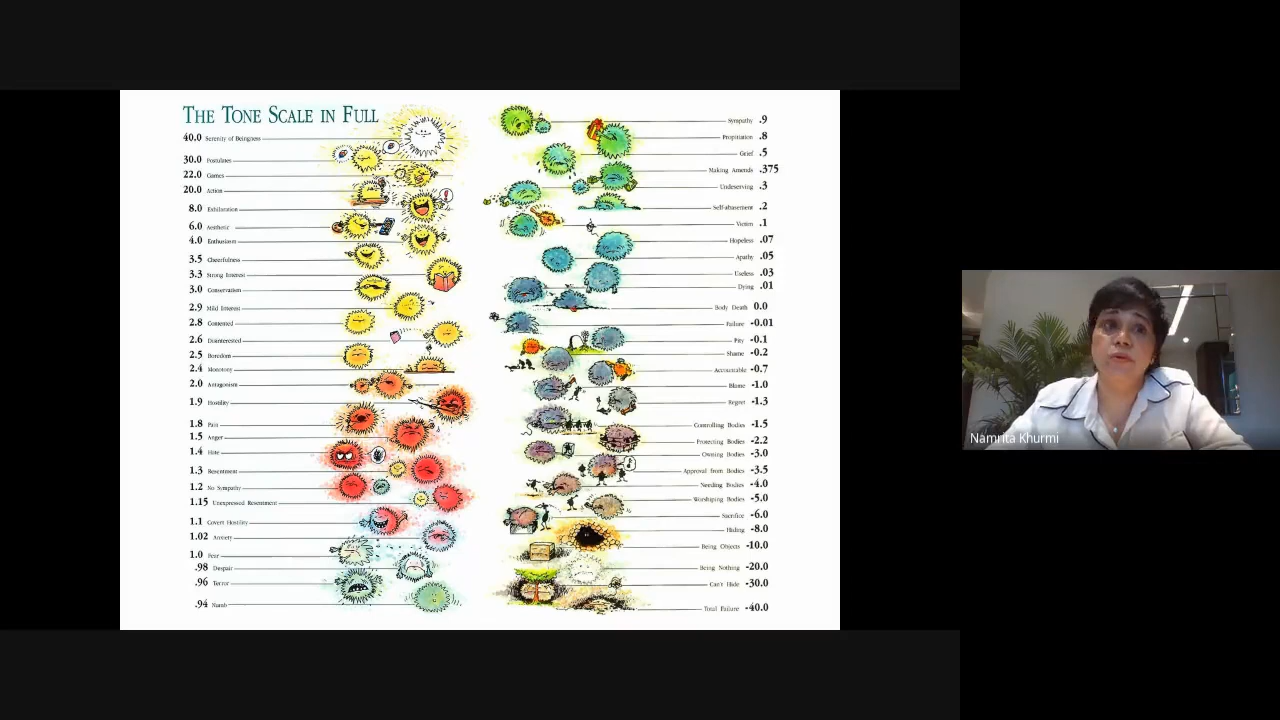 THE TONE SCALE IN FULL
40.0 Serenity of Beingness
30.0 Postulates
22.0 Games
20.0 Action
8.0 Exhilaration
6.0 Aesthetic
4.0 Enthusiasm
3.5 Cheerfulness
3.3 Strong Interest
3.0 Conservatism
2.9 Mild Interest
2.8 Contented
2.6 Disinterested
2.5 Boredom
2.4 Monotony
2.0 Antagonism
1.9 Hostility
1.8 Pain
1.5 Anger
1.4 Hate
1.3 Resentment
1.2 No Sympathy
1.15 Unexpressed Resentment
1.1 Covert Hostility
1.02 Anxiety
1.0 Fear
.98 Despair
.96 Terror
.94 Numb
Sympathy .9
Propitiation .8
Grief .5
Making Amends .375
Undeserving .3
Self-abasement .2
Victim .1
Hopeless .07
Apathy .05
Useless .03
Dying .01
Body Death 0.0
Failure -0.01
Pity -0.1
Shame -0.2
Accountable -0.7
Blame -1.0
Regret -1.3
Controlling Bodies -1.5
Protecting Bodies -2.2
Owning Bodies -3.0
Approval from Bodies -3.5
Needing Bodies -4.0
Worshiping Bodies -5.0
Sacrifice -6.0
Hiding -8.0
Being Objects -10.0
Being Nothing -20.0
Can't Hide -30.0
Total Failure -40.0
Namrita Khurmi